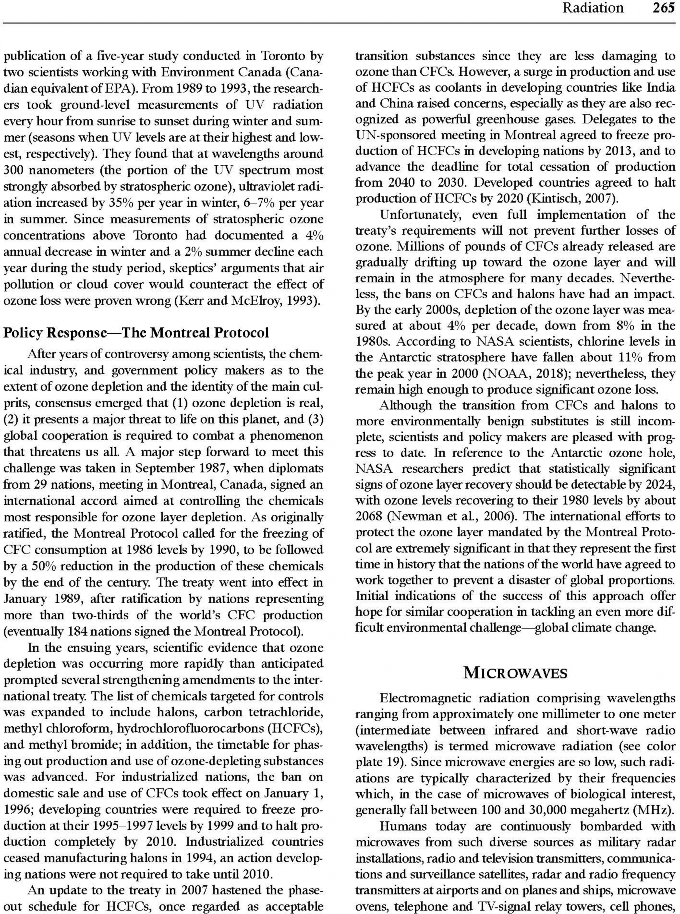 Radiation 265
publication of a five-year study conducted in Toronto by
two scientists working with Environment Canada (Cana-
dian equivalent of EPA). From 1989 to 1993, the research-
ers took ground-level measurements of UV radiation
every hour from sunrise to sunset during winter and sum-
mer (seasons when UV levels are at their highest and low-
est, respectively). They found that at wavelengths around
300 nanometers (the portion of the UV spectrum most
strongly absorbed by stratospheric ozone), ultraviolet radi-
ation increased by 35% per year in winter, 6–7% per year
in summer. Since measurements of stratospheric ozone
concentrations above Toronto had documented a 4%
annual decrease in winter and a 2% summer decline each
year during the study period, skeptics' arguments that air
pollution or cloud cover would counteract the effect of
ozone loss were proven wrong (Kerr and McElroy, 1993).
Policy Response—The Montreal Protocol
After years of controversy among scientists, the chem-
ical industry, and government policy makers as to the
extent of ozone depletion and the identity of the main cul-
prits, consensus emerged that (1) ozone depletion is real,
(2) it presents a major threat to life on this planet, and (3)
global cooperation is required to combat a phenomenon
that threatens us all. A major step forward to meet this
challenge was taken in September 1987, when diplomats
from 29 nations, meeting in Montreal, Canada, signed an
international accord aimed at controlling the chemicals
most responsible for ozone layer depletion. As originally
ratified, the Montreal Protocol called for the freezing of
CFC consumption at 1986 levels by 1990, to be followed
by a 50% reduction in the production of these chemicals
by the end of the century. The treaty went into effect in
January 1989, after ratification by nations representing
more than two-thirds of the world's CFC production
(eventually 184 nations signed the Montreal Protocol).
In the ensuing years, scientific evidence that ozone
depletion was occurring more rapidly than anticipated
prompted several strengthening amendments to the inter-
national treaty. The list of chemicals targeted for controls
was expanded to include halons, carbon tetrachloride,
methyl chloroform, hydrochlorofluorocarbons (HCFCs),
and methyl bromide; in addition, the timetable for phas-
ing out production and use of ozone-depleting substances
was advanced. For industrialized nations, the ban on
domestic sale and use of CFCs took effect on January 1,
1996; developing countries were required to freeze pro-
duction at their 1995–1997 levels by 1999 and to halt pro-
duction completely by 2010. Industrialized countries
ceased manufacturing halons in 1994, an action develop-
ing nations were not required to take until 2010.
An update to the treaty in 2007 hastened the phase-
out schedule for HCFCs, once regarded as acceptable
transition substances since they are less damaging to
ozone than CFCs. However, a surge in production and use
of HCFCs as coolants in developing countries like India
and China raised concerns, especially as they are also rec-
ognized as powerful greenhouse gases. Delegates to the
UN-sponsored meeting in Montreal agreed to freeze pro-
duction of HCFCs in developing nations by 2013, and to
advance the deadline for total cessation of production
from 2040 to 2030. Developed countries agreed to halt
production of HCFCs by 2020 (Kintisch, 2007).
Unfortunately, even full implementation of the
treaty's requirements will not prevent further losses of
ozone. Millions of pounds of CFCs already released are
gradually drifting up toward the ozone layer and will
remain in the atmosphere for many decades. Neverthe-
less, the bans on CFCs and halons have had an impact.
By the early 2000s, depletion of the ozone layer was mea-
sured at about 4% per decade, down from 8% in the
1980s. According to NASA scientists, chlorine levels in
the Antarctic stratosphere have fallen about 11% from
the peak year in 2000 (NOAA, 2018); nevertheless, they
remain high enough to produce significant ozone loss.
Although the transition from CFCs and halons to
more environmentally benign substitutes is still incom-
plete, scientists and policy makers are pleased with prog-
ress to date. In reference to the Antarctic ozone hole,
NASA researchers predict that statistically significant
signs of ozone layer recovery should be detectable by 2024,
with ozone levels recovering to their 1980 levels by about
2068 (Newman et al., 2006). The international efforts to
protect the ozone layer mandated by the Montreal Proto-
col are extremely significant in that they represent the first
time in history that the nations of the world have agreed to
work together to prevent a disaster of global proportions.
Initial indications of the success of this approach offer
hope for similar cooperation in tackling an even more dif-
ficult environmental challenge—global climate change.
MICROWAVES
Electromagnetic radiation comprising wavelengths
ranging from approximately one millimeter to one meter
(intermediate between infrared and short-wave radio
wavelengths) is termed microwave radiation (see color
plate 19). Since microwave energies are so low, such radi-
ations are typically characterized by their frequencies
which, in the case of microwaves of biological interest,
generally fall between 100 and 30,000 megahertz (MHz).
Humans today are continuously bombarded with
microwaves from such diverse sources as military radar
installations, radio and television transmitters, communica-
tions and surveillance satellites, radar and radio frequency
transmitters at airports and on planes and ships, microwave
ovens, telephone and TV-signal relay towers, cell phones,